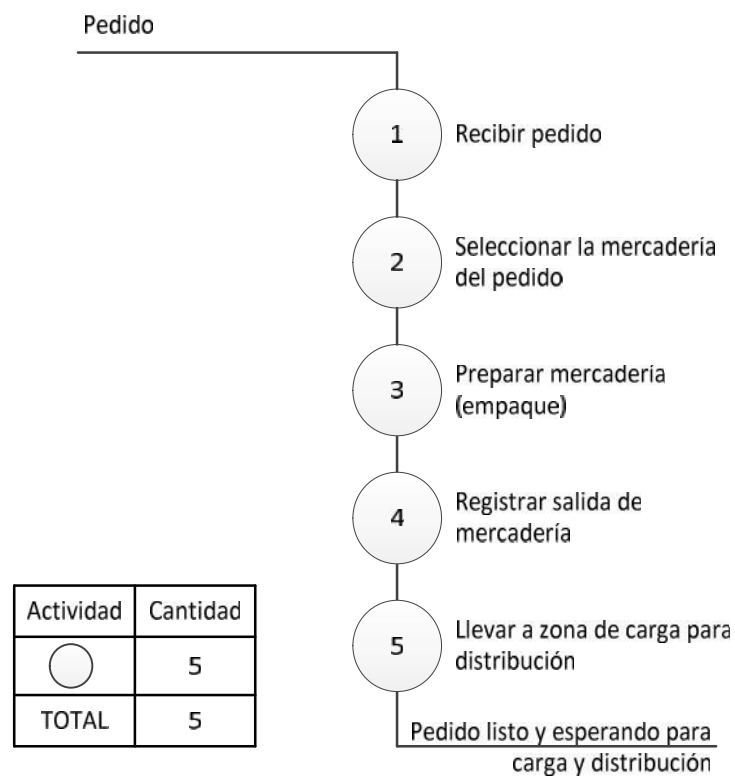 Pedido
1
Recibir pedido
2
Seleccionar la mercadería
del pedido
3
Preparar mercadería
(empaque)
4
Registrar salida de
mercadería
5
Llevar a zona de carga para
distribución
Pedido listo y esperando para
carga y distribución
Actividad Cantidad
5
TOTAL 5